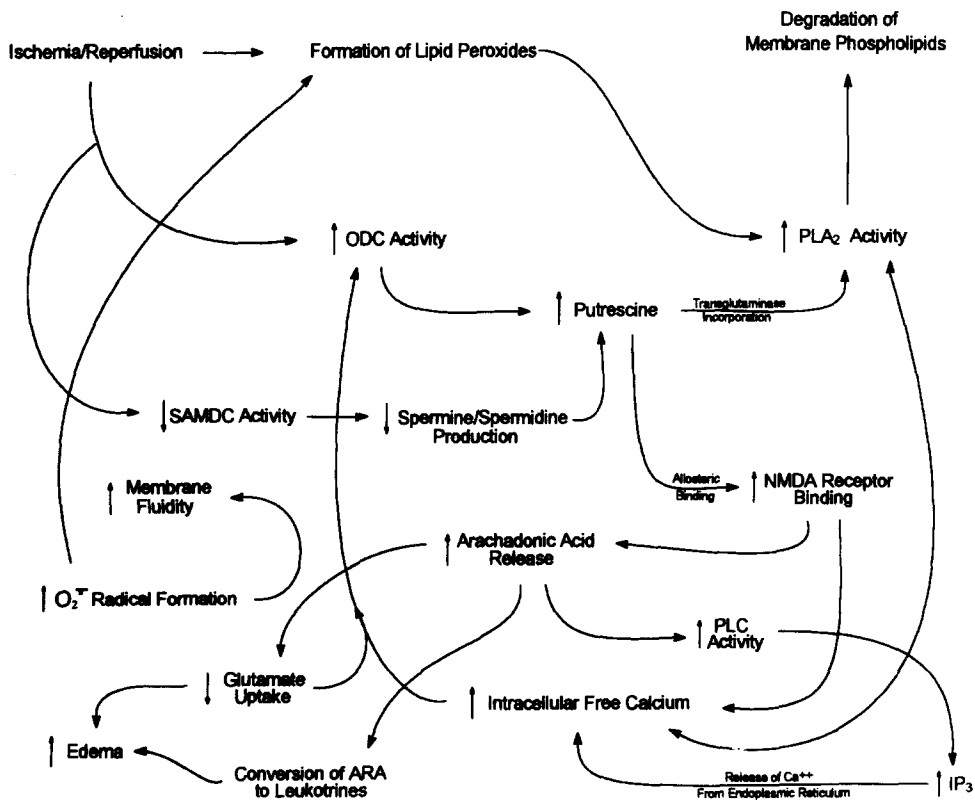 Degradation of
Membrane Phospholipids
Ischemia/Reperfusion
Formation of Lipid Peroxides
↑ ODC Activity
↑ PLA₂ Activity
↑ Putrescine
Transglutaminase
Incorporation
↓ SAMDC Activity
↓ Spermine/Spermidine
Production
↑ Membrane
Fluidity
Allosteric
Binding
↑ NMDA Receptor
Binding
↑ Arachadonic Acid
Release
↑ O₂⁻ Radical Formation
↑ PLC
Activity
↓ Glutamate
Uptake
↑ Intracellular Free Calcium
↑ Edema
Conversion of ARA
to Leukotrines
Release of Ca⁺⁺
From Endoplasmic Reticulum
↑ IP₃